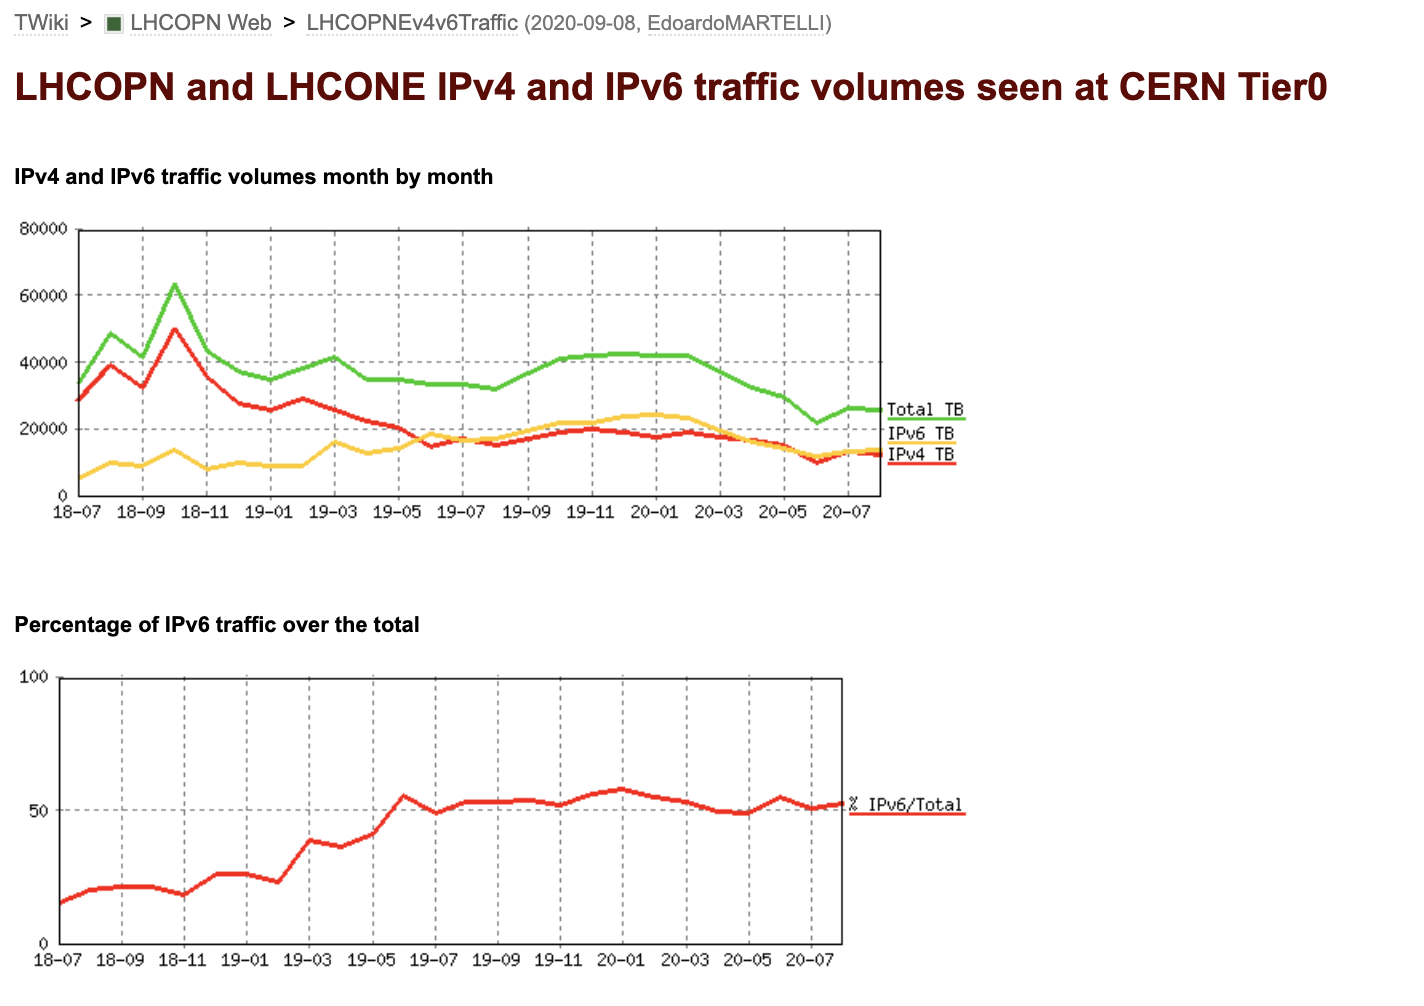 TWiki > LHCOPN Web > LHCOPNEv4v6Traffic (2020-09-08, EdoardoMARTELLI)
LHCOPN and LHCONE IPv4 and IPv6 traffic volumes seen at CERN Tier0
IPv4 and IPv6 traffic volumes month by month
80000
60000
40000
20000
0
Total TB
IPv6 TB
IPv4 TB
18-07 18-09 18-11 19-01 19-03 19-05 19-07 19-09 19-11 20-01 20-03 20-05 20-07
Percentage of IPv6 traffic over the total
100
50
0
% IPv6/Total
18-07 18-09 18-11 19-01 19-03 19-05 19-07 19-09 19-11 20-01 20-03 20-05 20-07